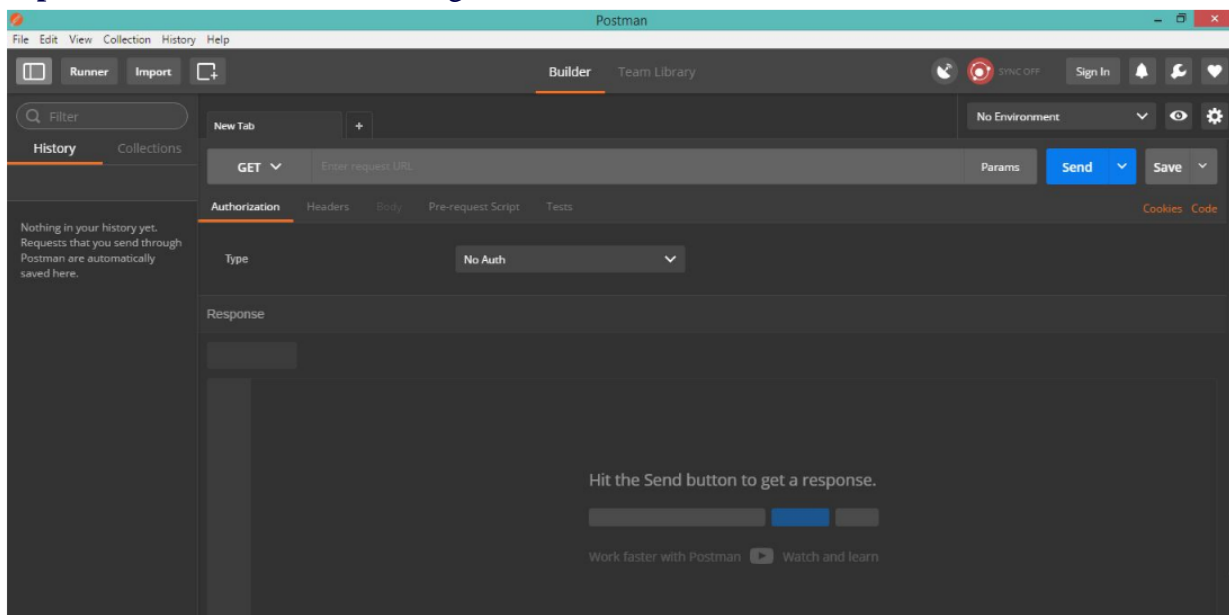 Postman
File Edit View Collection History Help
Runner Import Builder Team Library SYNC OFF Sign In
Filter
New Tab + No Environment
History Collections
GET Enter request URL Params Send Save
Authorization Headers Body Pre-request Script Tests Cookies Code
Nothing in your history yet.
Requests that you send through
Postman are automatically
saved here.
Type No Auth
Response
Hit the Send button to get a response.
Work faster with Postman Watch and learn